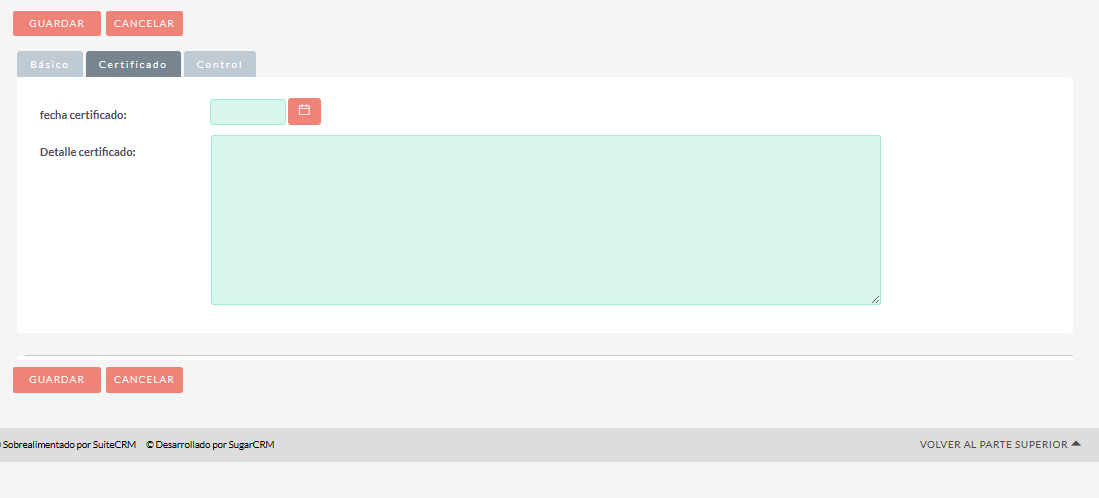 GUARDAR CANCELAR
Básico Certificado Control
fecha certificado:
Detalle certificado:
GUARDAR CANCELAR
Sobrealimentado por SuiteCRM © Desarrollado por SugarCRM VOLVER AL PARTE SUPERIOR